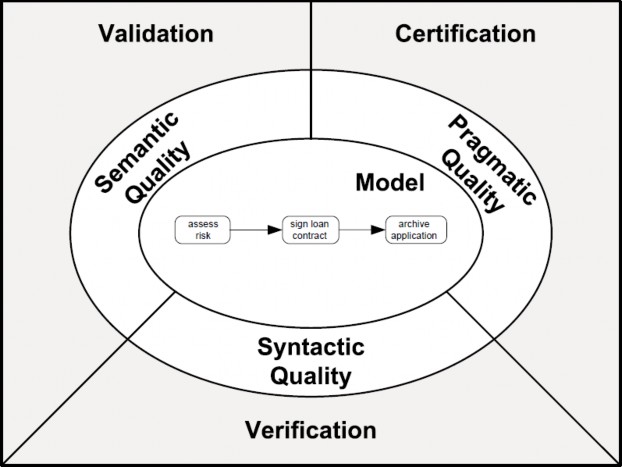 Validation
Certification
Semantic
Quality
Pragmatic
Quality
Model
assess
risk
sign loan
contract
archive
application
Syntactic
Quality
Verification